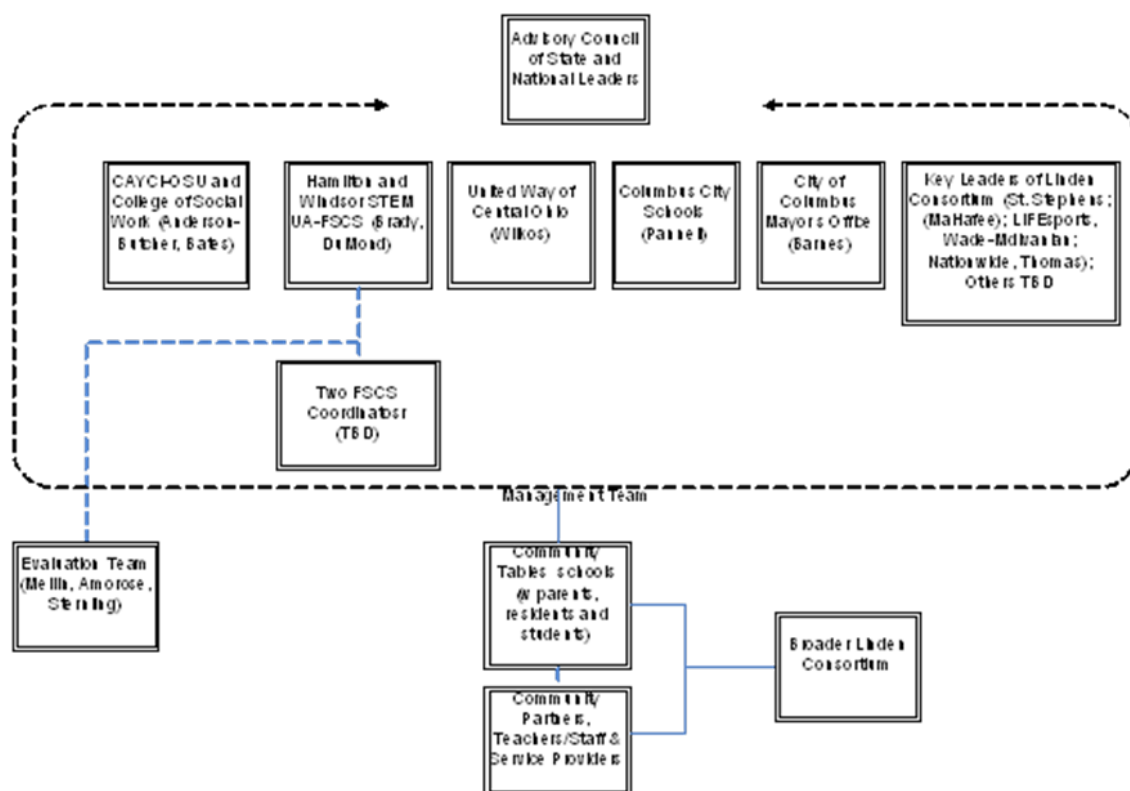 Advisory Council
of State and
National Leaders
CAYCI-OSU and
College of Social
Work (Anderson-
Butcher, Bates)
Hamilton and
Windsor STEM
UA-FSCS (Brady,
DuMond)
United Way of
Central Ohio
(Wilkos)
Columbus City
Schools
(Pannell)
City of
Columbus
Mayors Office
(Barnes)
Key Leaders of Linden
Consortium (St. Stephens;
(MaHafee); LiFEsports,
Wade-Mdivanian;
Nationwide, Thomas);
Others TBD
Two FSCS
Coordinatosr
(TBD)
Management Team
Evaluation Team
(Mellin, Amorose,
Sterning)
Community
Tables schools
(w parents,
residents and
students)
Broader Linden
Consortium
Community
Partners,
Teachers/Staff &
Service Providers